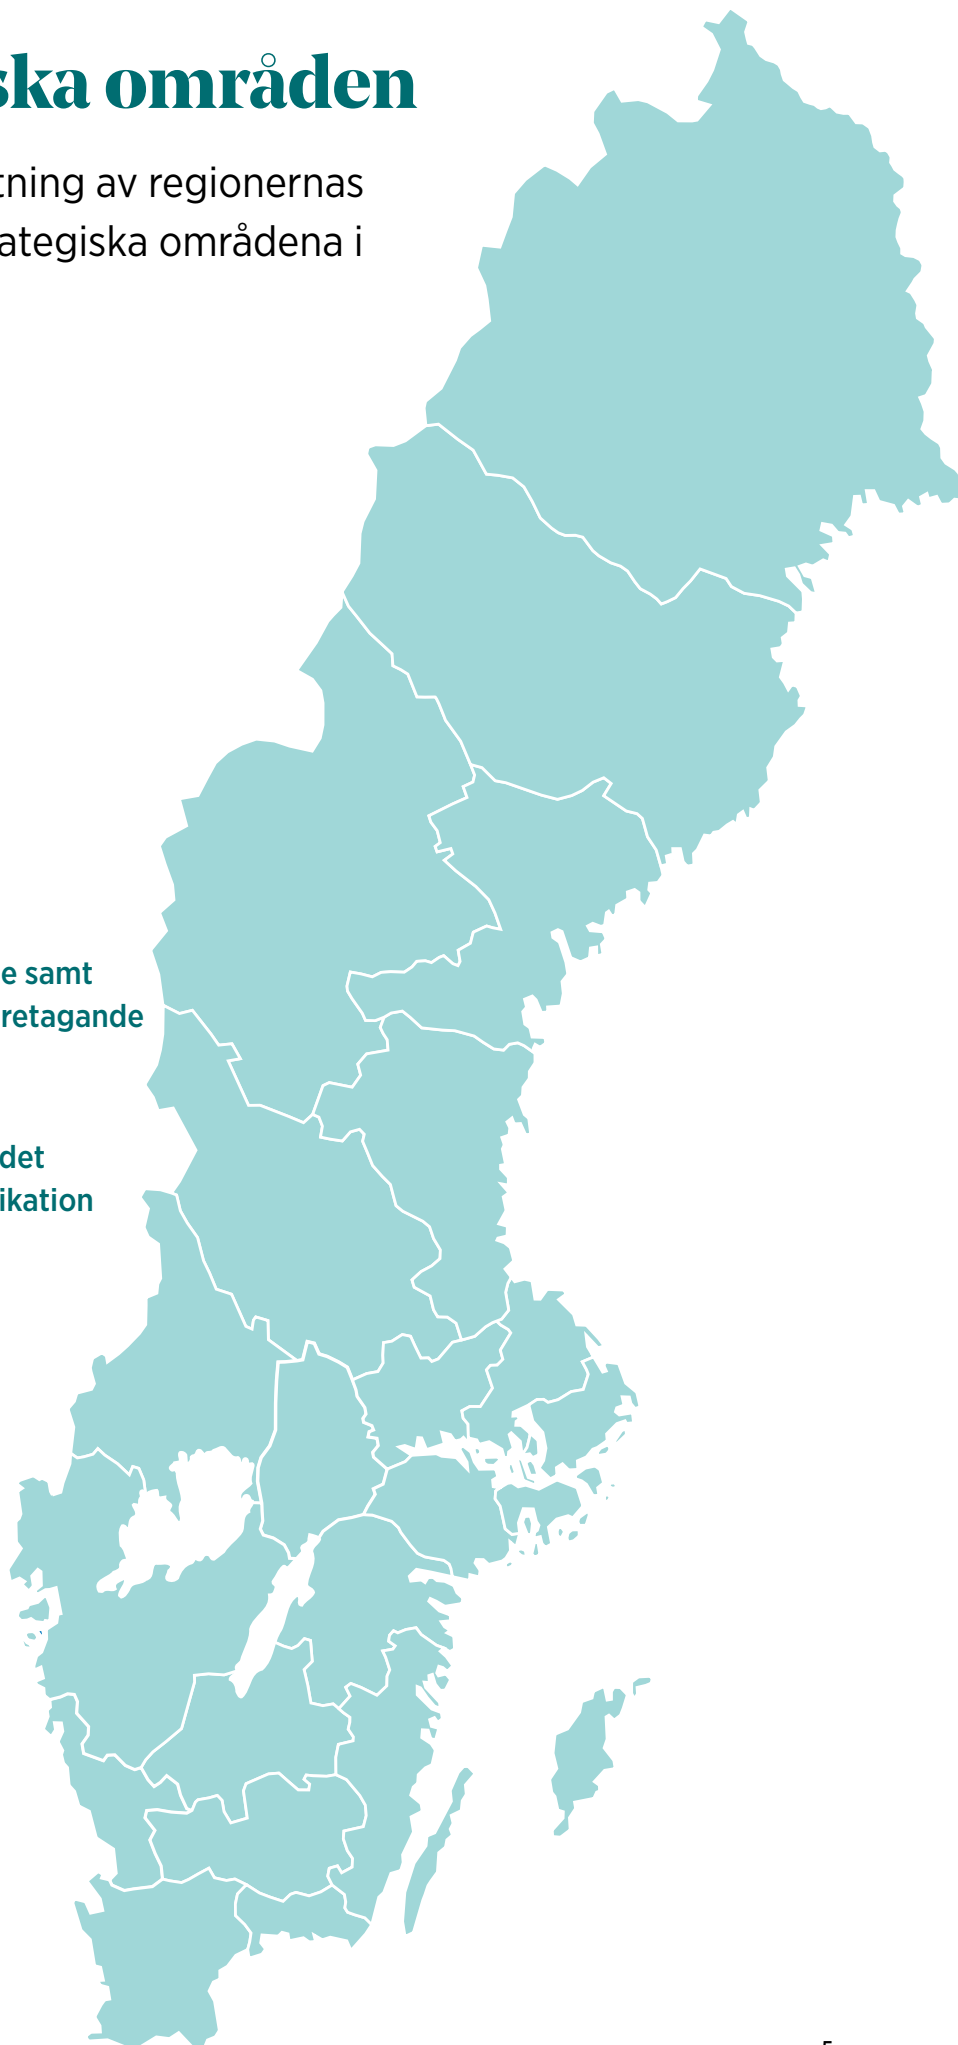 ska områden
tning av regionernas
ategiska områdena i
e samt
retagande
det
ikation